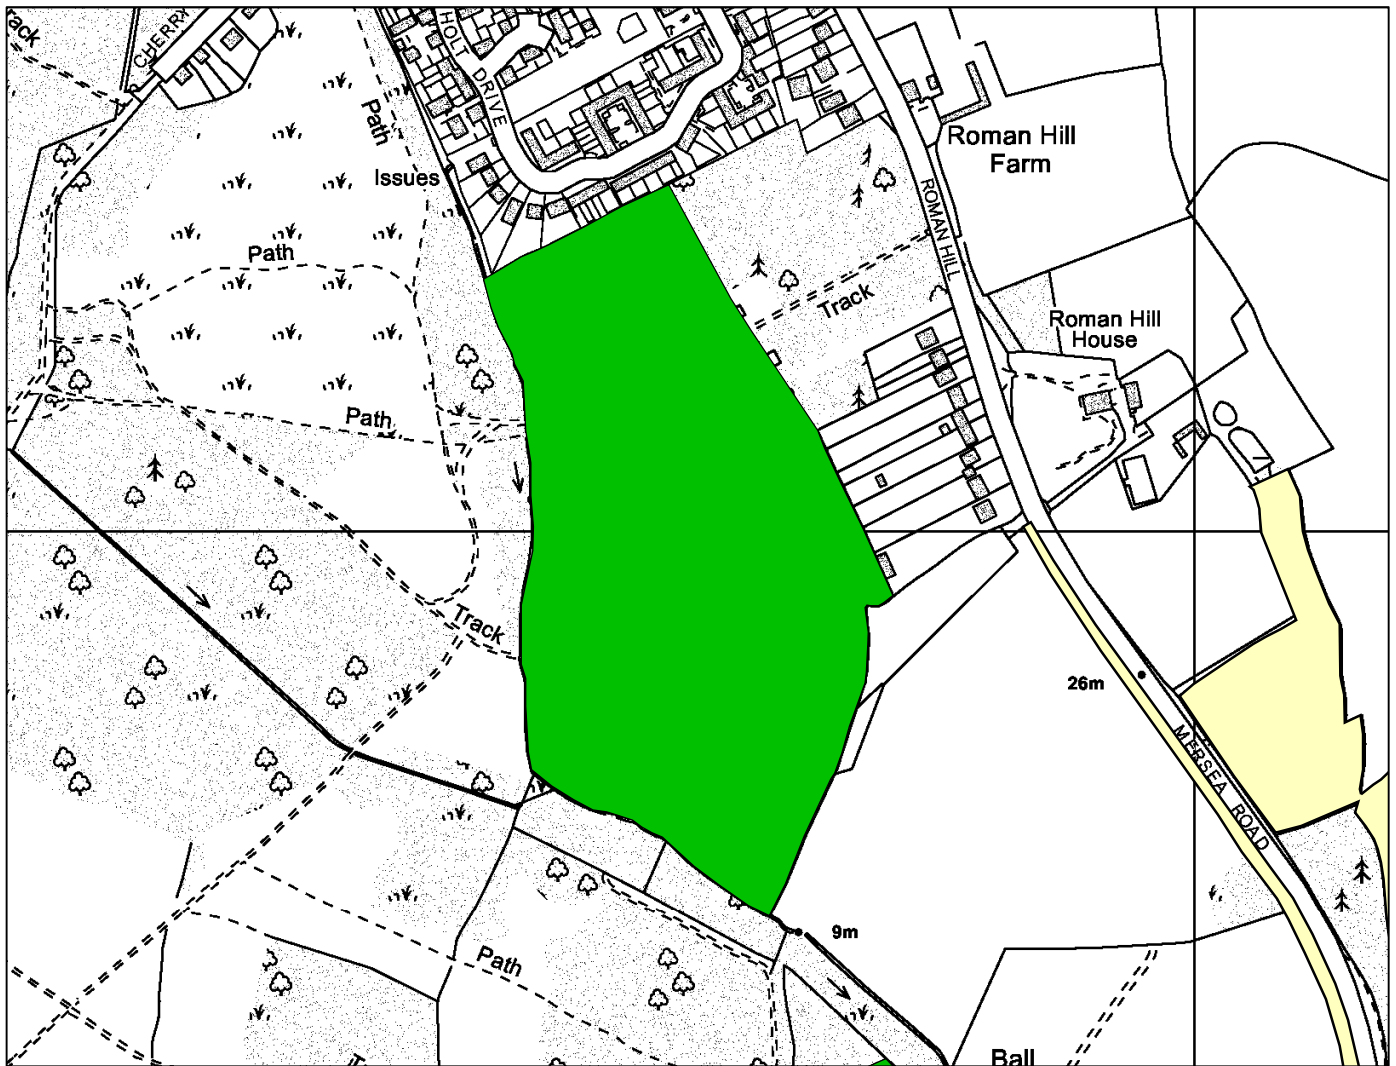 rack
CHERRY
HOLT
DRIVE
Path
Issues
Roman Hill
Farm
ROMAN HILL
Path
Track
Roman Hill
House
Path
Track
26m
MERSEA ROAD
9m
Path
Ball